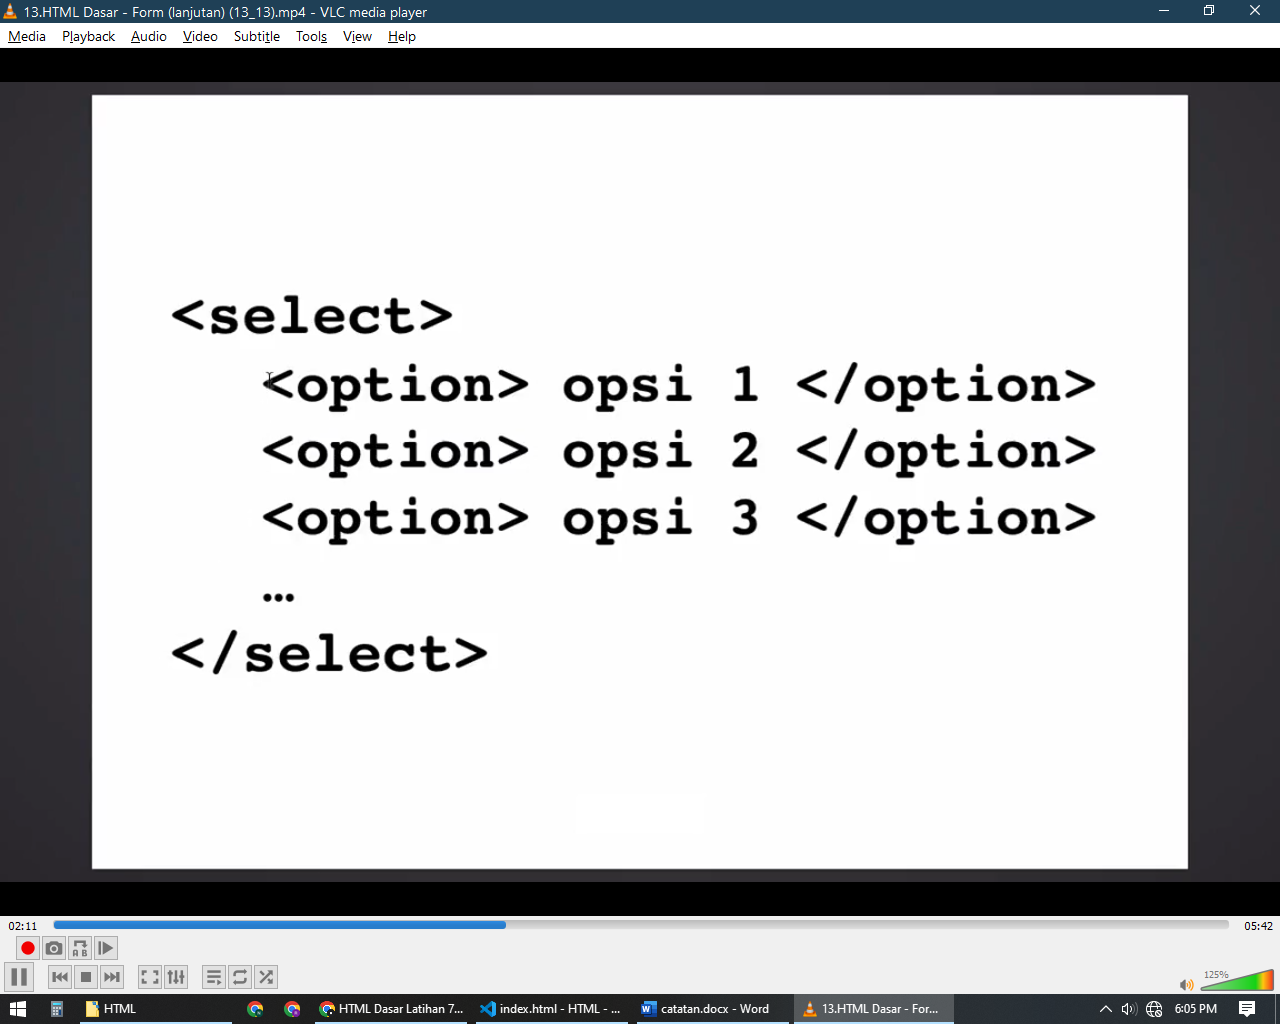 13.HTML Dasar - Form (lanjutan) (13_13).mp4 - VLC media player
Media Playback Audio Video Subtitle Tools View Help
<select>
<option> opsi 1 </option>
<option> opsi 2 </option>
<option> opsi 3 </option>
...
</select>
02:11 05:42
A B
125%
HTML HTML Dasar Latihan 7... index.html - HTML - ... catatan.docx - Word 13.HTML Dasar - For... 6:05 PM